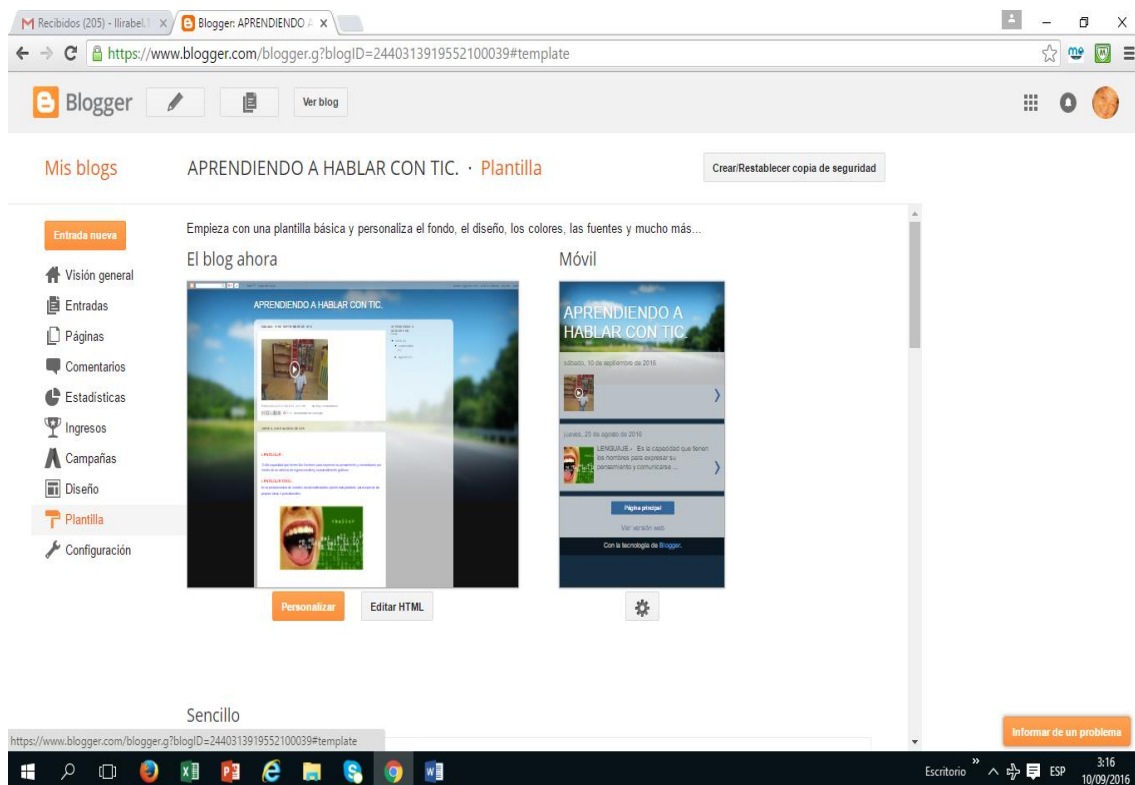 Recibidos (205) - llirabel.1
Blogger: APRENDIENDO A
https://www.blogger.com/blogger.g?blogID=2440313919552100039#template
Blogger
Ver blog
Mis blogs
APRENDIENDO A HABLAR CON TIC. · Plantilla
Crear/Restablecer copia de seguridad
Entrada nueva
Visión general
Entradas
Páginas
Comentarios
Estadísticas
Ingresos
Campañas
Diseño
Plantilla
Configuración
Empieza con una plantilla básica y personaliza el fondo, el diseño, los colores, las fuentes y mucho más...
El blog ahora
APRENDIENDO A HABLAR CON TIC.
Personalizar
Editar HTML
Móvil
APRENDIENDO A
HABLAR CON TIC.
sábado, 10 de septiembre de 2016
jueves, 25 de agosto de 2016
LENGUAJE.- Es la capacidad que tienen
los hombres para expresar su
pensamiento y comunicarse ...
Página principal
Ver versión web
Con la tecnología de Blogger.
Sencillo
https://www.blogger.com/blogger.g?blogID=2440313919552100039#template
Informar de un problema
Escritorio
ESP
3:16
10/09/2016